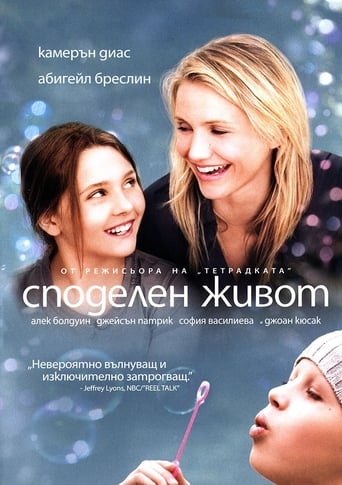 камерън диас
абигейл бреслин
ОТ РЕЖИСЬОРА НА „ТЕТРАДКАТА"
споделен живот
алек болдуин джейсън патрик софия василиева и джоан кюсак
„Невероятно вълнуващ и
изключително затрогващ."
- Jeffrey Lyons, NBC/"REEL TALK"